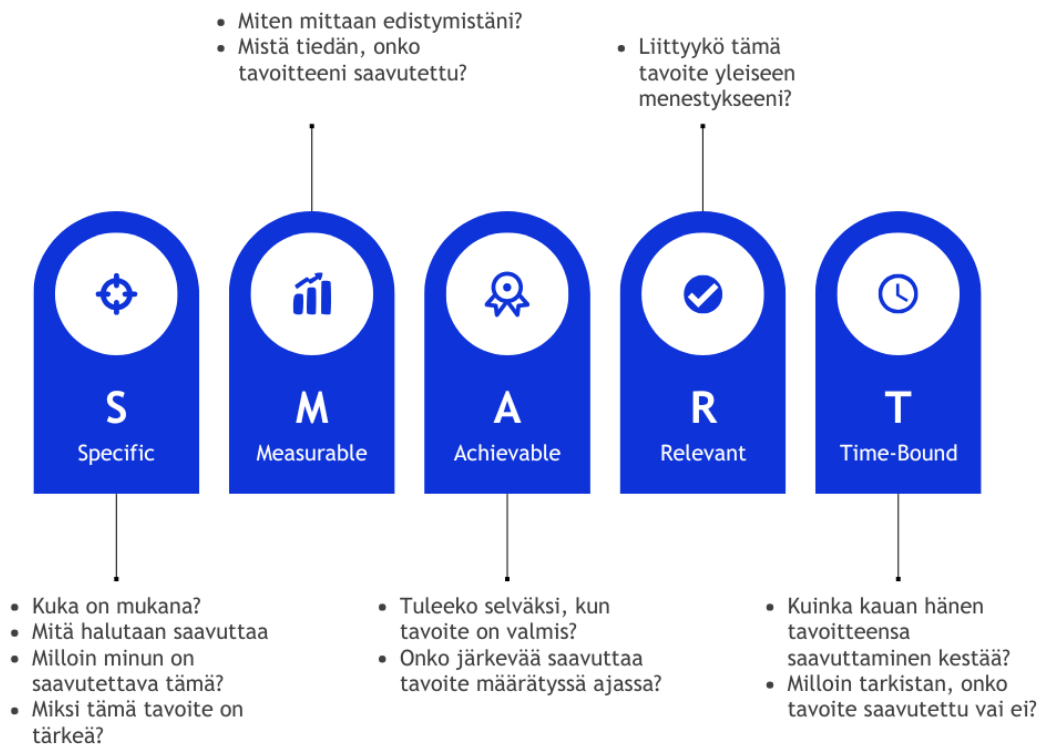 • Miten mittaan edistymistäni?
• Mistä tiedän, onko
tavoitteeni saavutettu?
• Liittyykö tämä
tavoite yleiseen
menestykseeni?
S
Specific
M
Measurable
A
Achievable
R
Relevant
T
Time-Bound
• Kuka on mukana?
• Mitä halutaan saavuttaa
• Milloin minun on
saavutettava tämä?
• Miksi tämä tavoite on
tärkeä?
• Tuleeko selväksi, kun
tavoite on valmis?
• Onko järkevää saavuttaa
tavoite määrätyssä ajassa?
• Kuinka kauan hänen
tavoitteensa
saavuttaminen kestää?
• Milloin tarkistan, onko
tavoite saavutettu vai ei?